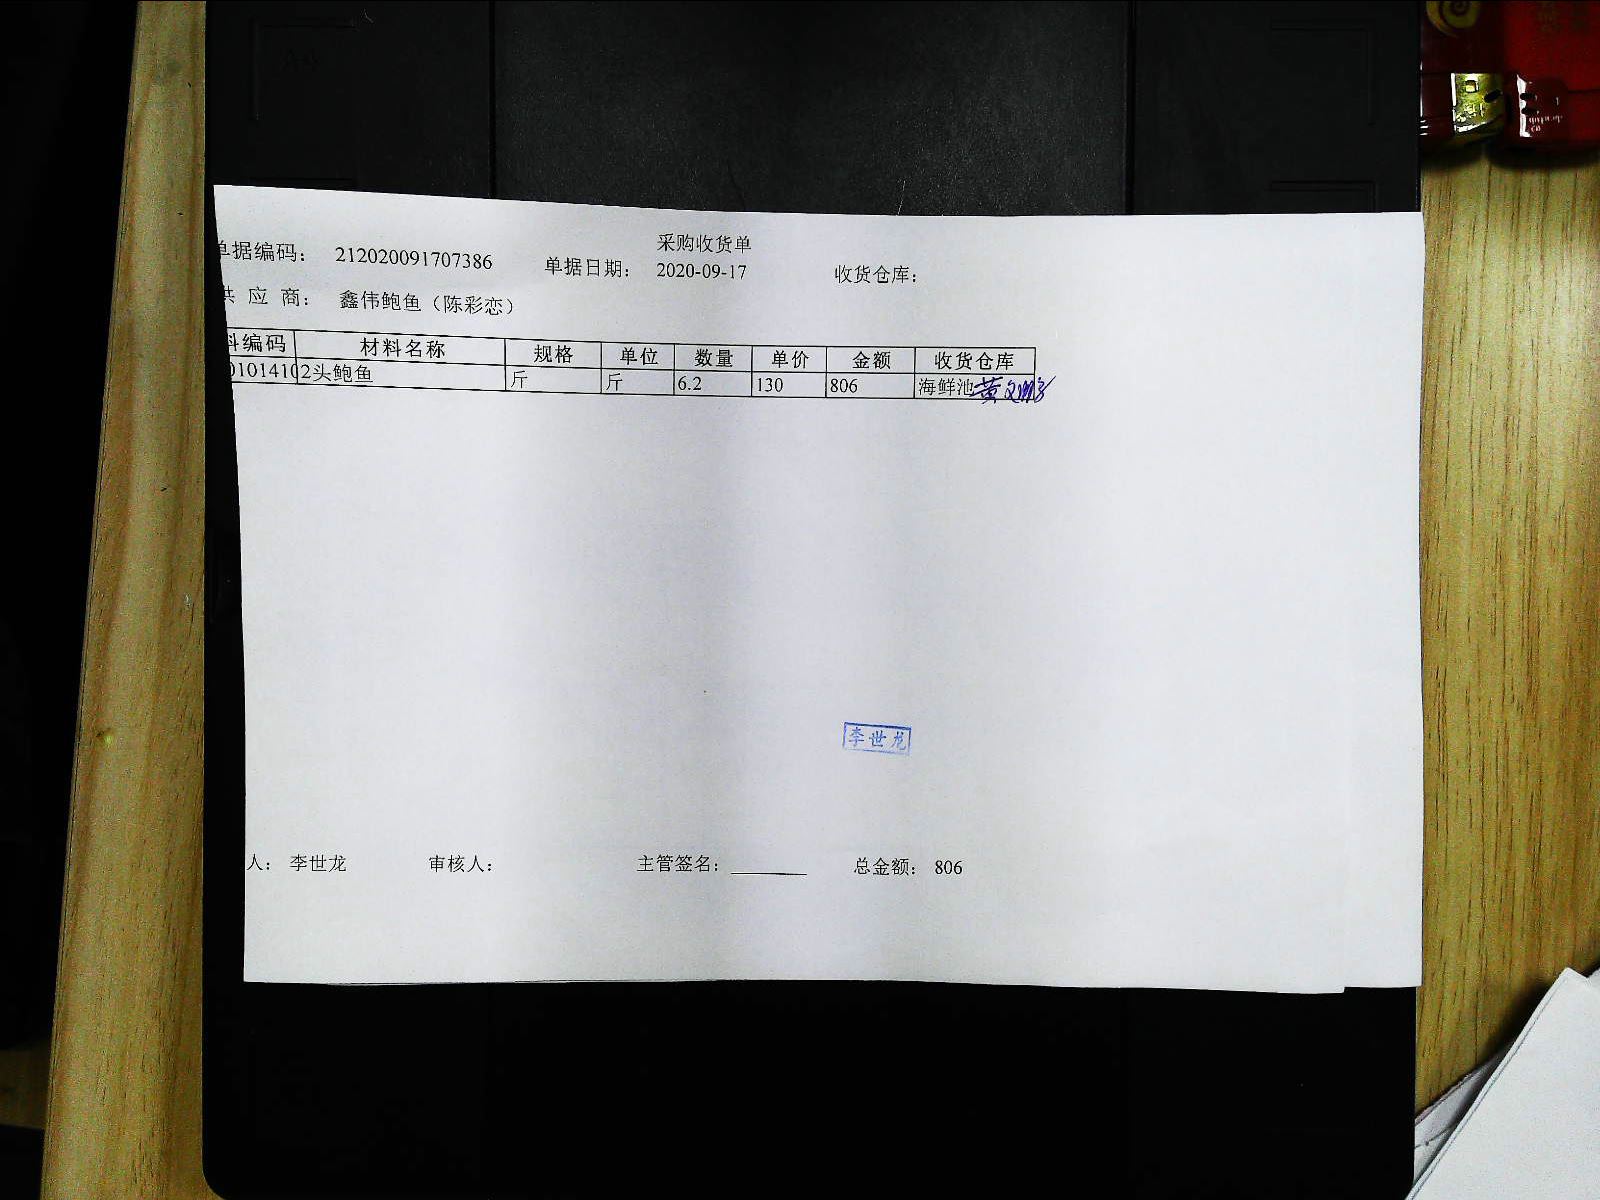 采购收货单
单据编码: 212020091707386 单据日期: 2020-09-17 收货仓库:
供 应 商: 鑫伟鲍鱼（陈彩恋）
料编码 材料名称 规格 单位 数量 单价 金额 收货仓库
01014102头鲍鱼 斤 斤 6.2 130 806 海鲜池
李世龙
人: 李世龙 审核人: 主管签名: ______ 总金额: 806